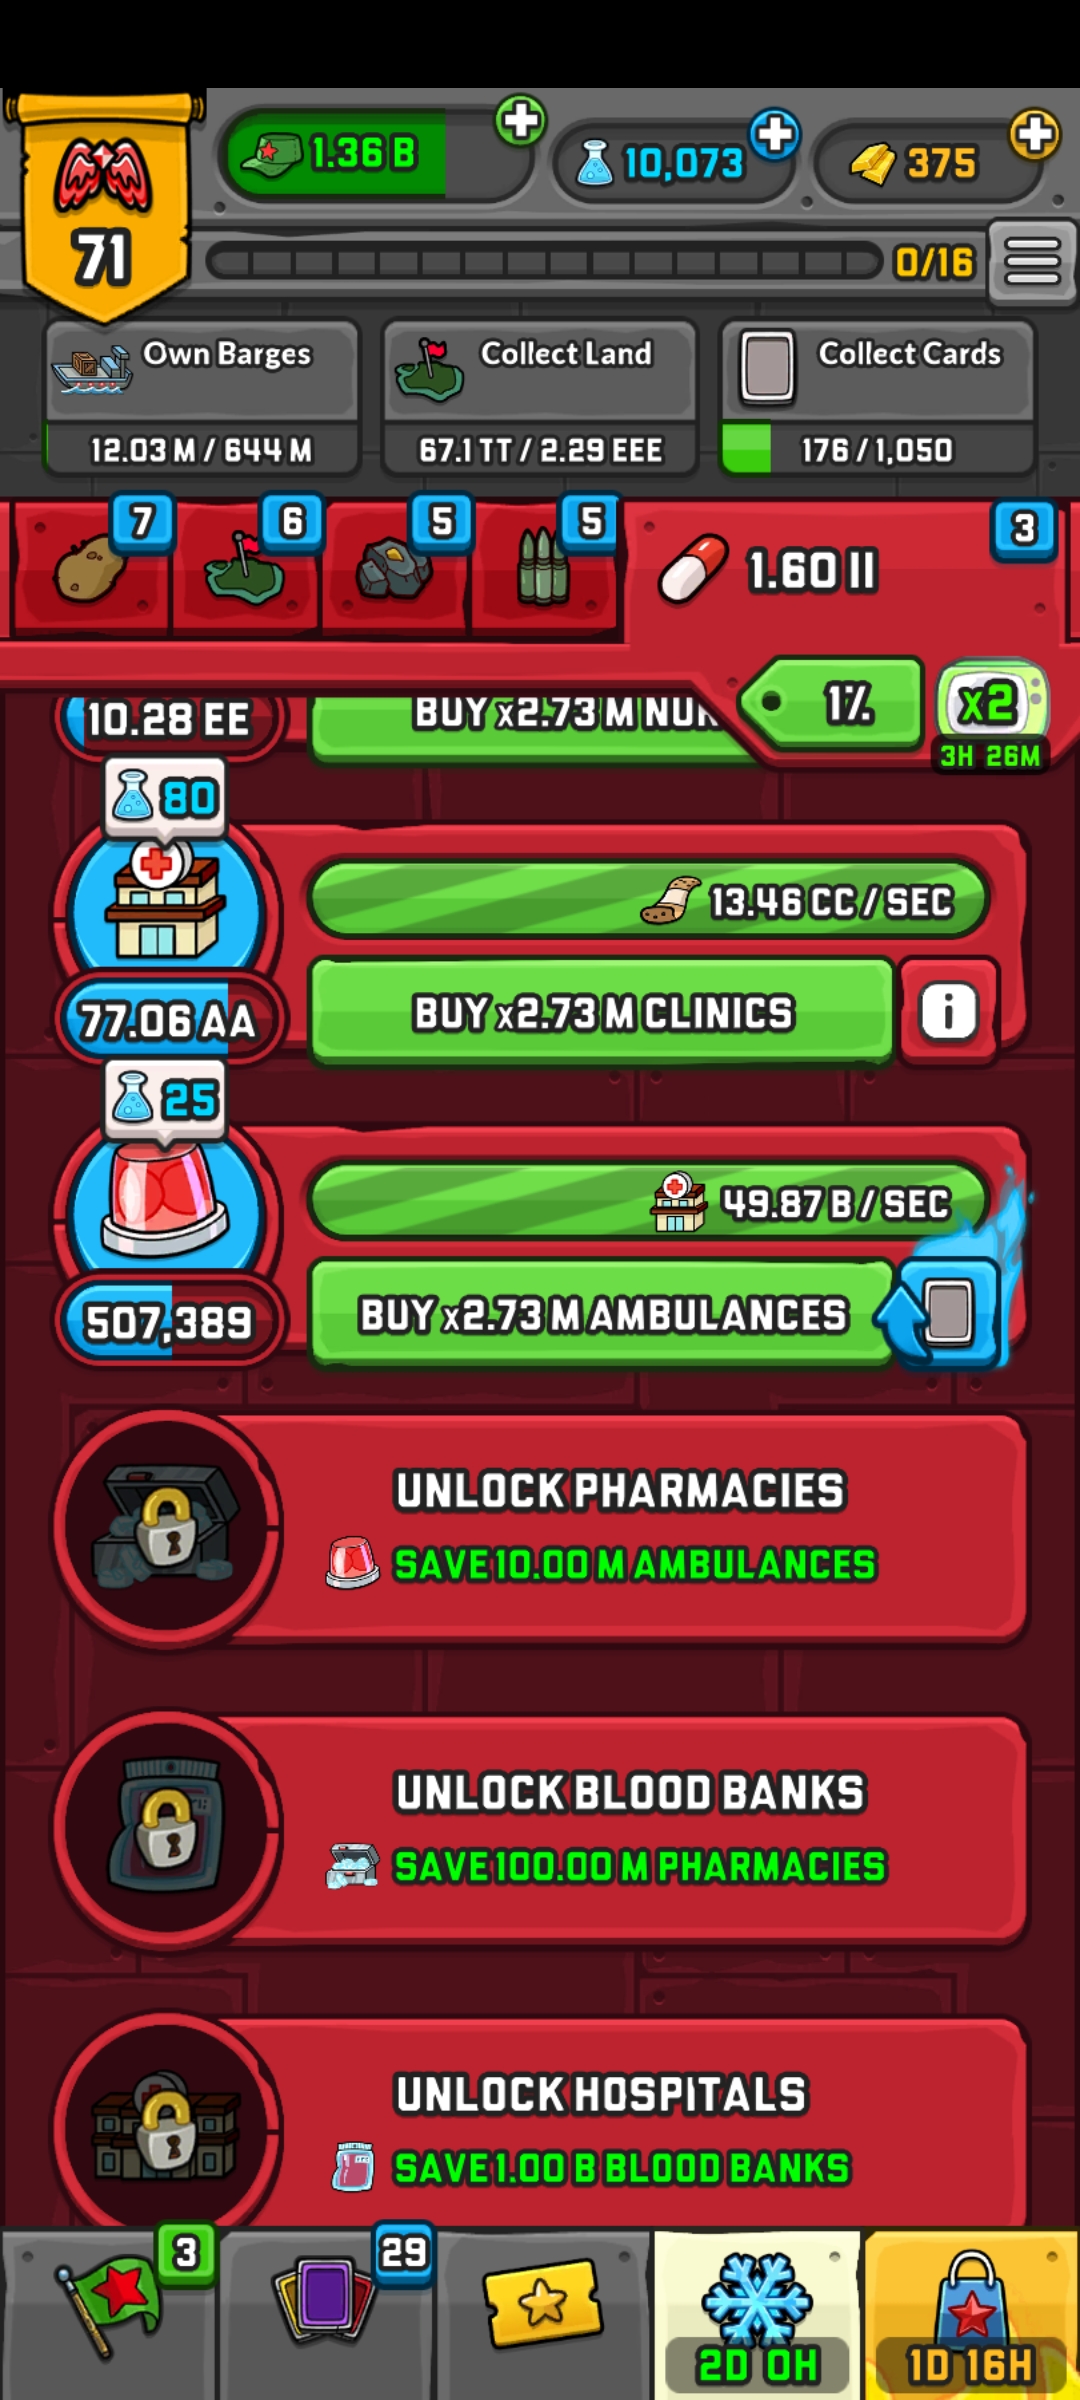 1.36 B
10,073
375
71
0/16
Own Barges
12.03 M / 644 M
Collect Land
67.1 TT / 2.29 EEE
Collect Cards
176 / 1,050
7
6
5
5
1.60 II
3
1%
x2
3H 26M
10.28 EE
BUY x2.73 M NUR
80
13.46 CC / SEC
77.06 AA
BUY x2.73 M CLINICS
i
25
49.87 B / SEC
507,389
BUY x2.73 M AMBULANCES
UNLOCK PHARMACIES
SAVE 10.00 M AMBULANCES
UNLOCK BLOOD BANKS
SAVE 100.00 M PHARMACIES
UNLOCK HOSPITALS
SAVE 1.00 B BLOOD BANKS
3
29
2D 0H
1D 16H